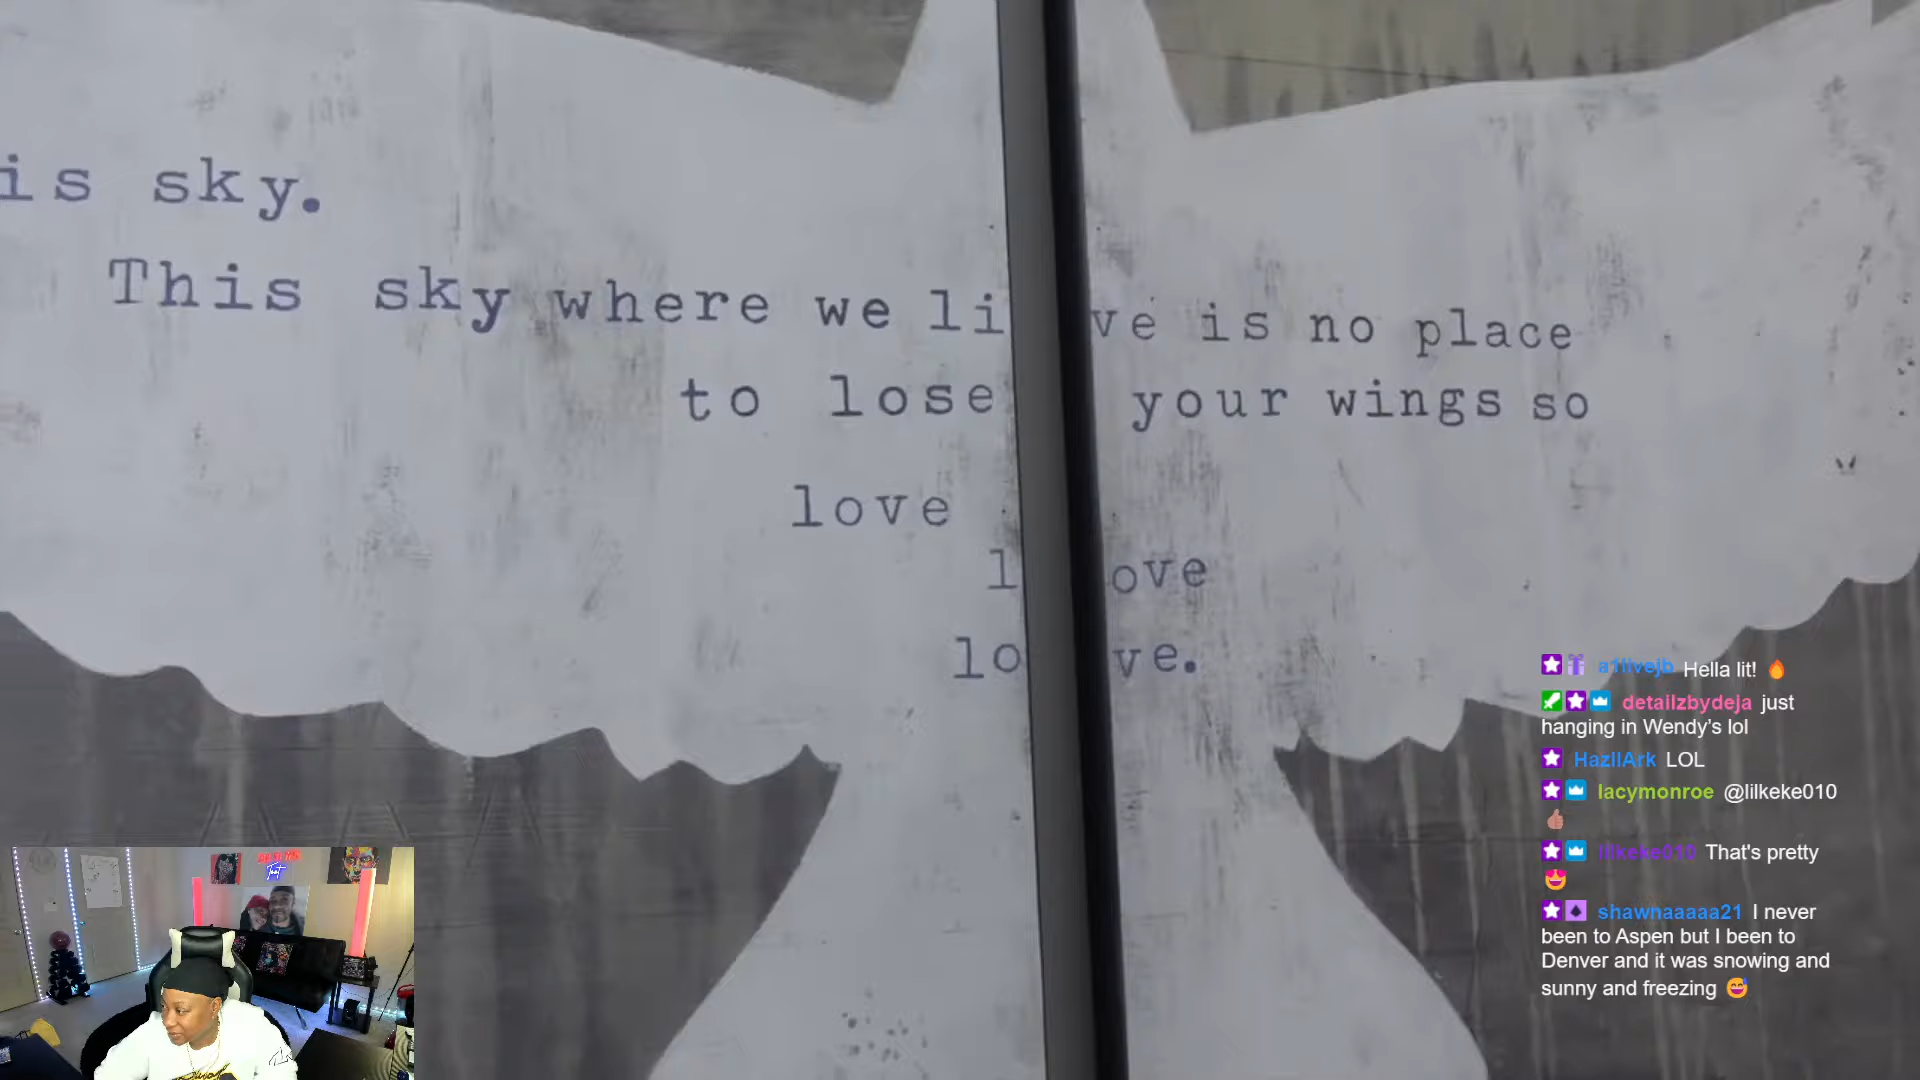 is sky.
This sky where we live is no place
to lose your wings so
love
love
love.
a1livejb Hella lit! 🔥
detailzbydeja just
hanging in Wendy’s lol
HazllArk LOL
lacymonroe @lilkeke010
👍🏽
lilkeke010 That's pretty
😍
shawnaaaaa21 I never
been to Aspen but I been to
Denver and it was snowing and
sunny and freezing 😅